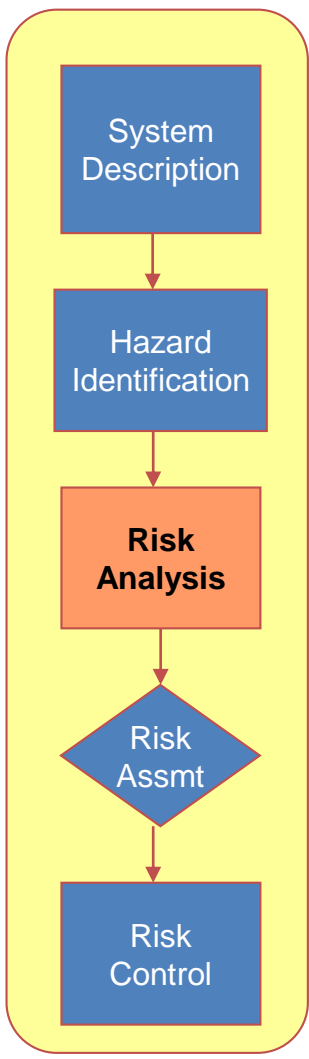 System
Description
Hazard
Identification
Risk
Analysis
Risk
Assmt
Risk
Control